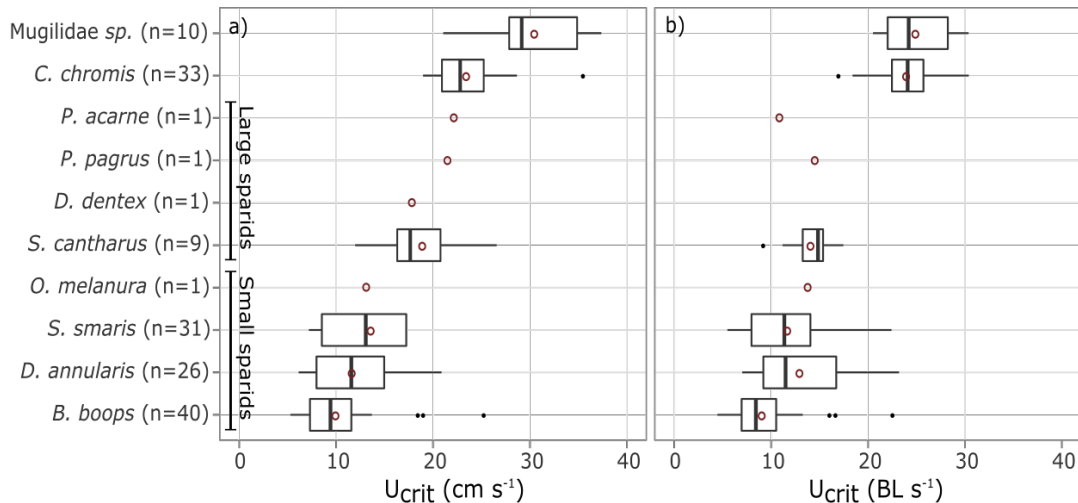 a)
b)
Mugilidae sp. (n=10)
C. chromis (n=33)
P. acarne (n=1)
P. pagrus (n=1)
D. dentex (n=1)
S. cantharus (n=9)
O. melanura (n=1)
S. smaris (n=31)
D. annularis (n=26)
B. boops (n=40)
Large sparids
Small sparids
0 10 20 30 40
0 10 20 30 40
Ucrit (cm s⁻¹)
Ucrit (BL s⁻¹)